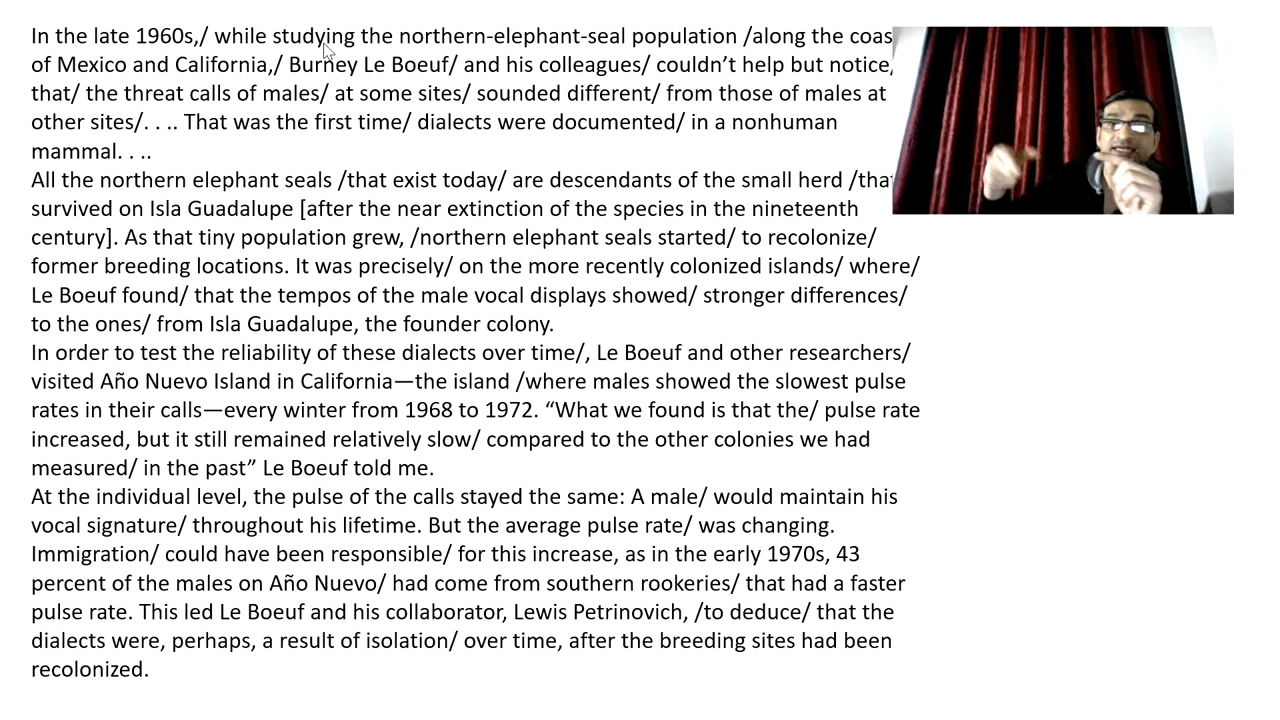 In the late 1960s,/ while studying the northern-elephant-seal population /along the coas
of Mexico and California,/ Burney Le Boeuf/ and his colleagues/ couldn't help but notice,
that/ the threat calls of males/ at some sites/ sounded different/ from those of males at
other sites/. . .. That was the first time/ dialects were documented/ in a nonhuman
mammal. . ..
All the northern elephant seals /that exist today/ are descendants of the small herd /tha
survived on Isla Guadalupe [after the near extinction of the species in the nineteenth
century]. As that tiny population grew, /northern elephant seals started/ to recolonize/
former breeding locations. It was precisely/ on the more recently colonized islands/ where/
Le Boeuf found/ that the tempos of the male vocal displays showed/ stronger differences/
to the ones/ from Isla Guadalupe, the founder colony.
In order to test the reliability of these dialects over time/, Le Boeuf and other researchers/
visited Año Nuevo Island in California—the island /where males showed the slowest pulse
rates in their calls—every winter from 1968 to 1972. “What we found is that the/ pulse rate
increased, but it still remained relatively slow/ compared to the other colonies we had
measured/ in the past” Le Boeuf told me.
At the individual level, the pulse of the calls stayed the same: A male/ would maintain his
vocal signature/ throughout his lifetime. But the average pulse rate/ was changing.
Immigration/ could have been responsible/ for this increase, as in the early 1970s, 43
percent of the males on Año Nuevo/ had come from southern rookeries/ that had a faster
pulse rate. This led Le Boeuf and his collaborator, Lewis Petrinovich, /to deduce/ that the
dialects were, perhaps, a result of isolation/ over time, after the breeding sites had been
recolonized.